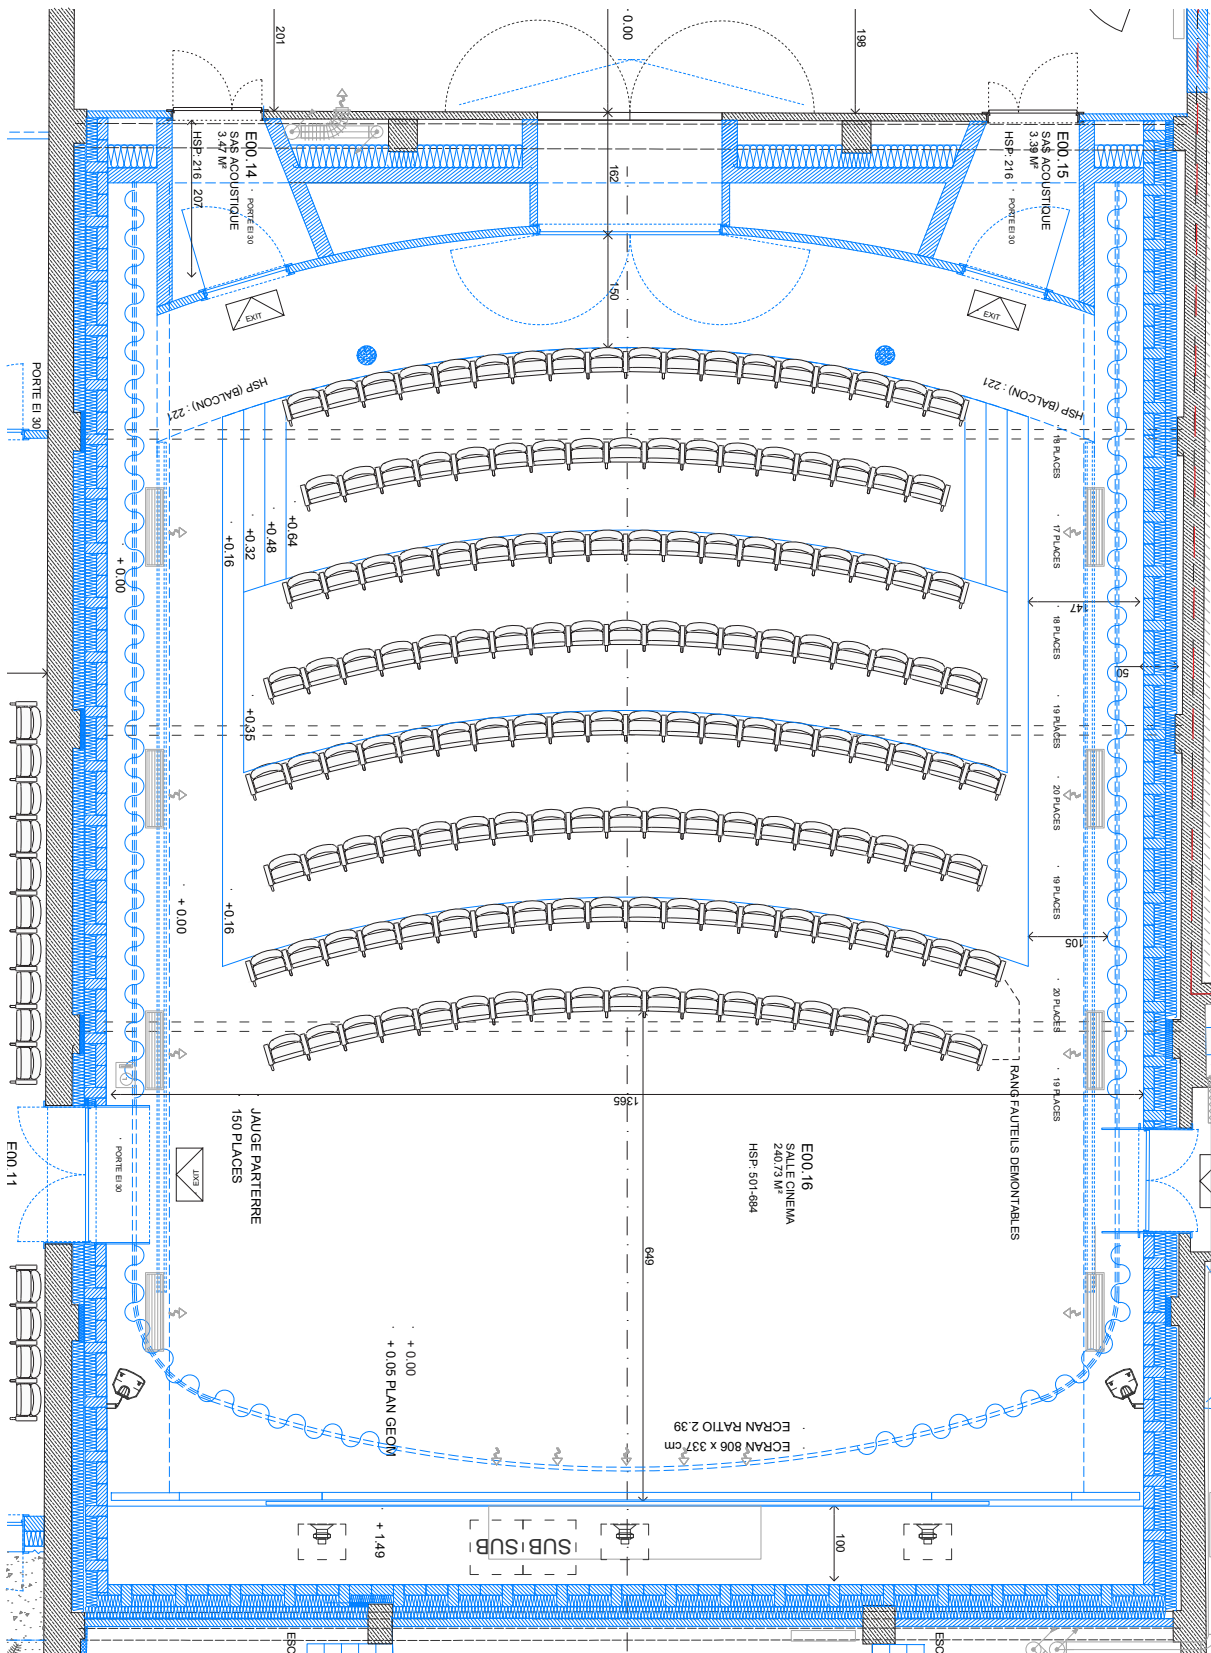 201
0.00
198
E00.14
SAS ACOUSTIQUE
3.47 M²
HSP: 216
PORTE EI 30
207
162
E00.15
SAS ACOUSTIQUE
3.39 M²
HSP: 216
PORTE EI 30
EXIT
150
EXIT
PORTE EI 30
HSP (BALCON) : 221
HSP (BALCON) : 221
18 PLACES
17 PLACES
18 PLACES
19 PLACES
20 PLACES
19 PLACES
20 PLACES
19 PLACES
+0.64
+0.48
+0.32
+0.16
+ 0.00
147
50
+0.35
+ 0.00
+0.16
105
RANG FAUTEILS DEMONTABLES
1365
JAUGE PARTERRE
150 PLACES
E00.16
SALLE CINEMA
240.73 M²
HSP: 501-684
E00.11
PORTE EI 30
EXIT
649
+ 0.00
+ 0.05 PLAN GEOM
ECRAN RATIO 2.39
ECRAN 806 x 337 cm
+ 1.49
SUB
SUB
100
ESC
ESC